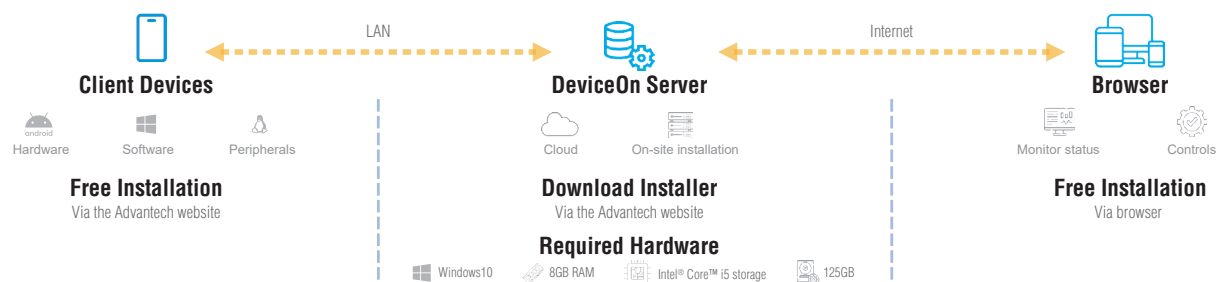 LAN
Internet
Client Devices
DeviceOn Server
Browser
android
Hardware
Software
Peripherals
Cloud
On-site installation
Monitor status
Controls
Free Installation
Via the Advantech website
Download Installer
Via the Advantech website
Free Installation
Via browser
Required Hardware
Windows10
8GB RAM
Intel® Core™ i5 storage
125GB